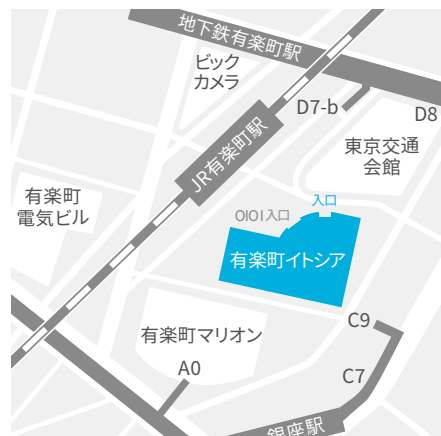 地下鉄有楽町駅
ビック
カメラ
D7-b
D8
JR有楽町駅
東京交通
会館
有楽町
電気ビル
入口
OIOI入口
有楽町イトシア
有楽町マリオン
C9
A0
C7
銀座駅